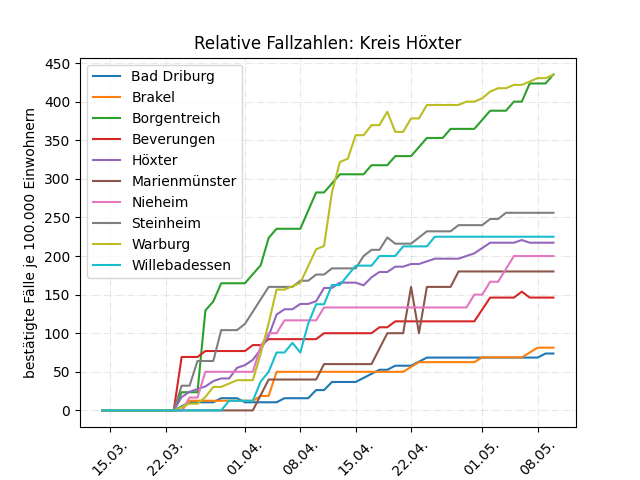 Relative Fallzahlen: Kreis Höxter
bestätigte Fälle je 100.000 Einwohnern
450
400
350
300
250
200
150
100
50
0
Bad Driburg
Brakel
Borgentreich
Beverungen
Höxter
Marienmünster
Nieheim
Steinheim
Warburg
Willebadessen
15.03.
22.03.
01.04.
08.04.
15.04.
22.04.
01.05.
08.05.